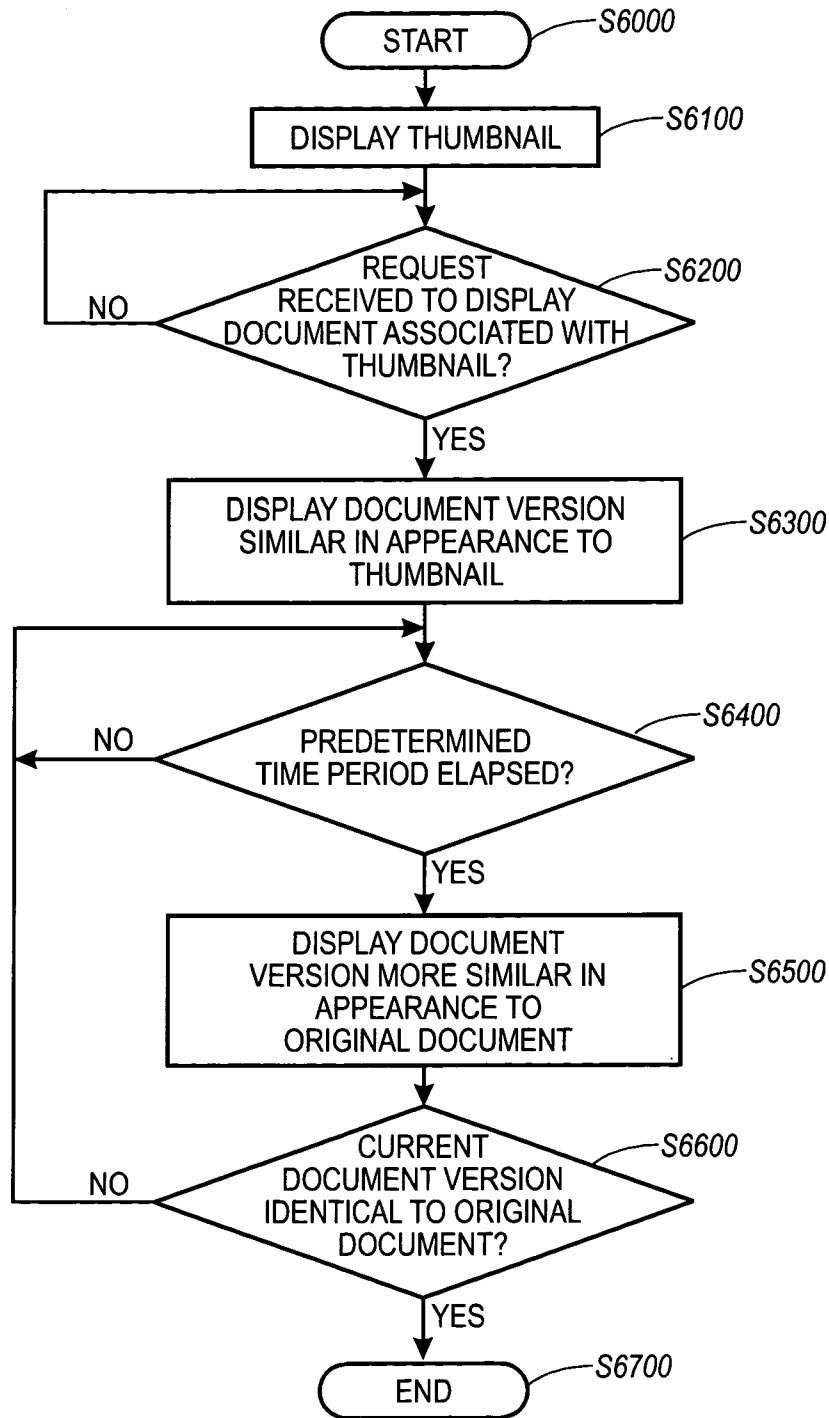 START
S6000
DISPLAY THUMBNAIL
S6100
REQUEST
RECEIVED TO DISPLAY
DOCUMENT ASSOCIATED WITH
THUMBNAIL?
S6200
NO
YES
DISPLAY DOCUMENT VERSION
SIMILAR IN APPEARANCE TO
THUMBNAIL
S6300
PREDETERMINED
TIME PERIOD ELAPSED?
S6400
NO
YES
DISPLAY DOCUMENT
VERSION MORE SIMILAR IN
APPEARANCE TO
ORIGINAL DOCUMENT
S6500
CURRENT
DOCUMENT VERSION
IDENTICAL TO ORIGINAL
DOCUMENT?
S6600
NO
YES
END
S6700